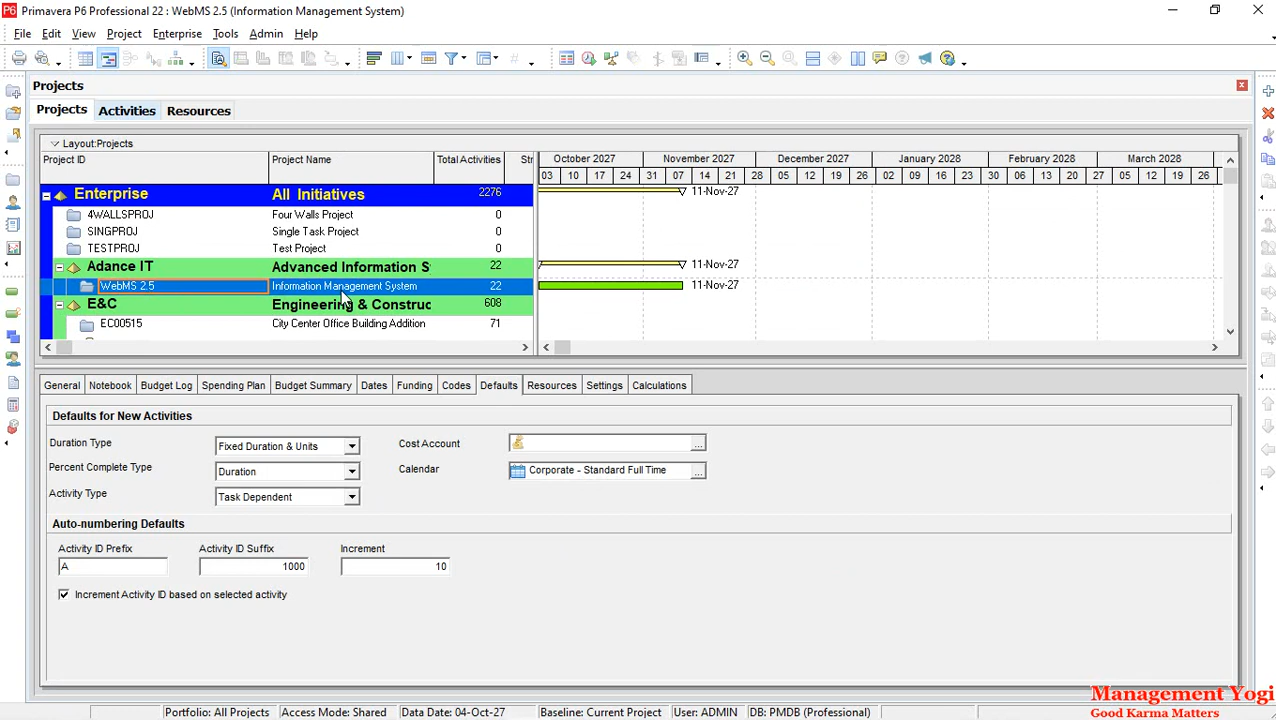 P6 Primavera P6 Professional 22 : WebMS 2.5 (Information Management System)
File Edit View Project Enterprise Tools Admin Help
Projects
Projects Activities Resources
Layout:Projects
Project ID Project Name Total Activities Str
October 2027 November 2027 December 2027 January 2028 February 2028 March 2028
03 10 17 24 31 07 14 21 28 05 12 19 26 02 09 16 23 30 06 13 20 27 05 12 19 26
Enterprise All Initiatives 2276 11-Nov-27
4WALLSPROJ Four Walls Project 0
SINGPROJ Single Task Project 0
TESTPROJ Test Project 0
Adance IT Advanced Information S 22 11-Nov-27
WebMS 2.5 Information Management System 22 11-Nov-27
E&C Engineering & Construc 608
EC00515 City Center Office Building Addition 71
General Notebook Budget Log Spending Plan Budget Summary Dates Funding Codes Defaults Resources Settings Calculations
Defaults for New Activities
Duration Type Fixed Duration & Units Cost Account ...
Percent Complete Type Duration Calendar Corporate - Standard Full Time ...
Activity Type Task Dependent
Auto-numbering Defaults
Activity ID Prefix Activity ID Suffix Increment
A 1000 10
Increment Activity ID based on selected activity
Management Yogi
Portfolio: All Projects Access Mode: Shared Data Date: 04-Oct-27 Baseline: Current Project User: ADMIN DB: PMDB (Professional) Good Karma Matters